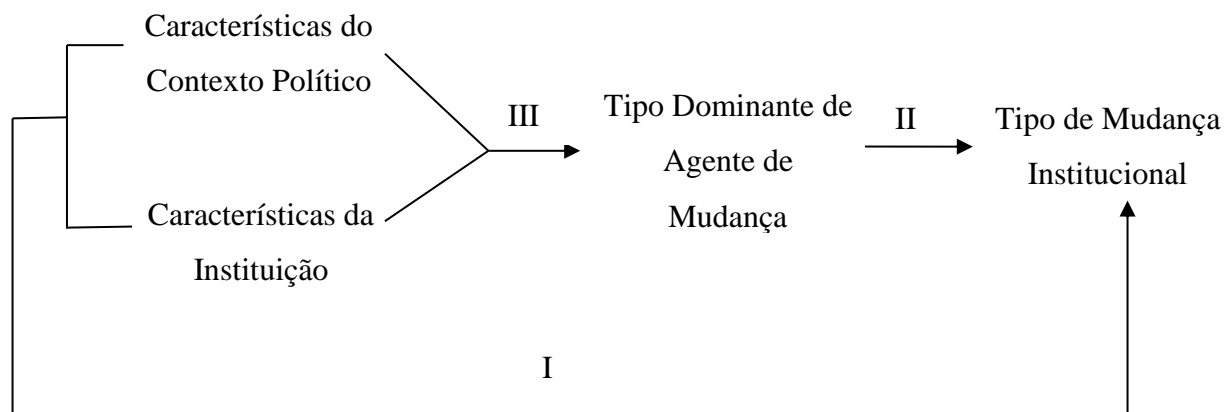 Características do
Contexto Político
III
Tipo Dominante de
Agente de
Mudança
II
Tipo de Mudança
Institucional
Características da
Instituição
I